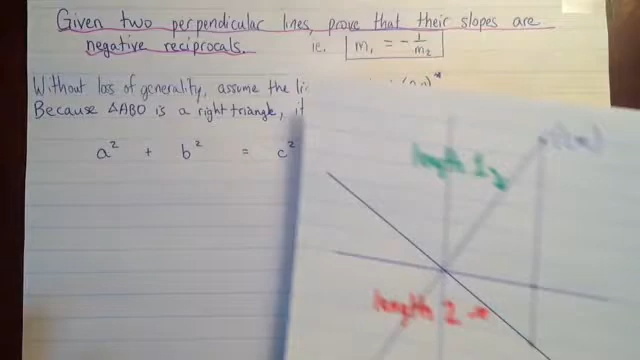 Given two perpendicular lines, prove that their slopes are
negative reciprocals. ie. m₁ = -1/m₂
Without loss of generality, assume the
Because △ABO is a right triangle,
a² + b² = c²
length 1
length 2